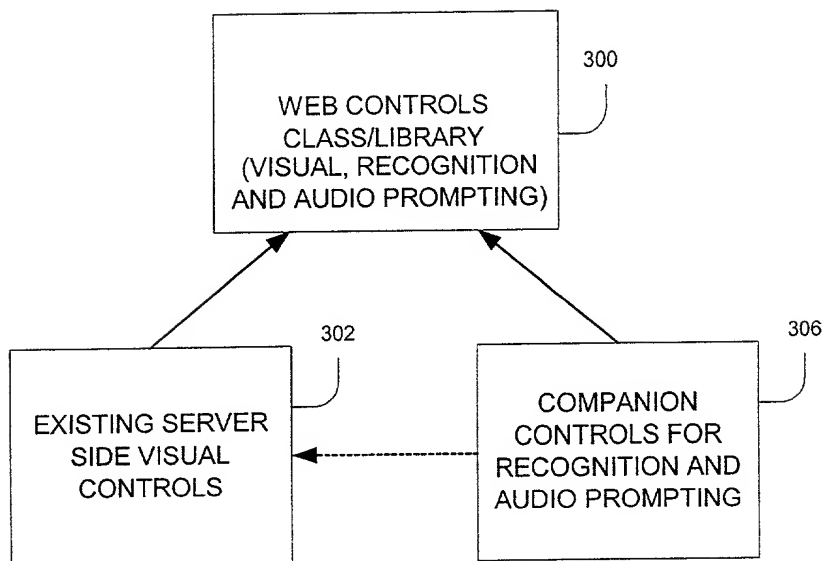 300
WEB CONTROLS
CLASS/LIBRARY
(VISUAL, RECOGNITION
AND AUDIO PROMPTING)
302
EXISTING SERVER
SIDE VISUAL
CONTROLS
306
COMPANION
CONTROLS FOR
RECOGNITION AND
AUDIO PROMPTING